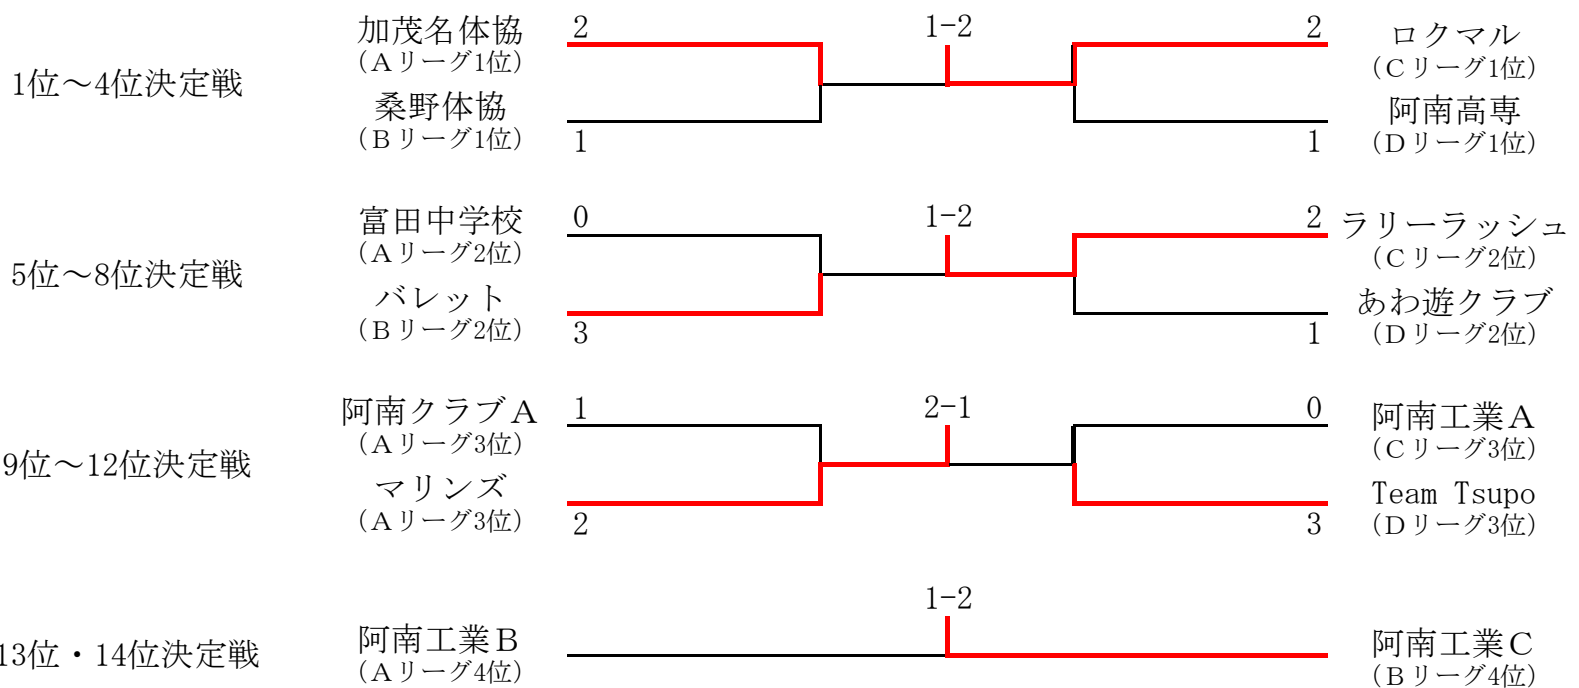 1位～4位決定戦
加茂名体協
（Aリーグ1位）
2
桑野体協
（Bリーグ1位）
1
1-2
2
ロクマル
（Cリーグ1位）
阿南高専
（Dリーグ1位）
1
5位～8位決定戦
富田中学校
（Aリーグ2位）
0
バレット
（Bリーグ2位）
3
1-2
2
ラリーラッシュ
（Cリーグ2位）
あわ遊クラブ
（Dリーグ2位）
1
9位～12位決定戦
阿南クラブA
（Aリーグ3位）
1
マリンズ
（Aリーグ3位）
2
2-1
0
阿南工業A
（Cリーグ3位）
Team Tsupo
（Dリーグ3位）
3
13位・14位決定戦
阿南工業B
（Aリーグ4位）
1-2
阿南工業C
（Bリーグ4位）